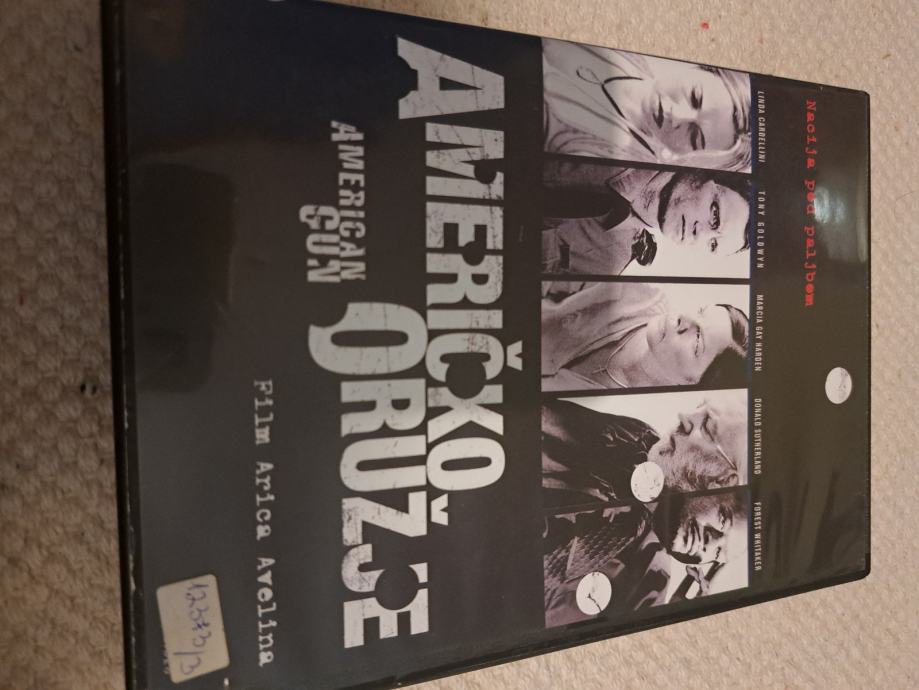 Nacija pod paljbom
LINDA CARDELLINI TONY GOLDWYN MARCIA GAY HARDEN DONALD SUTHERLAND FOREST WHITAKER
AMERIČKO
ORUŽJE
AMERICAN
GUN
Film Arica Avelina